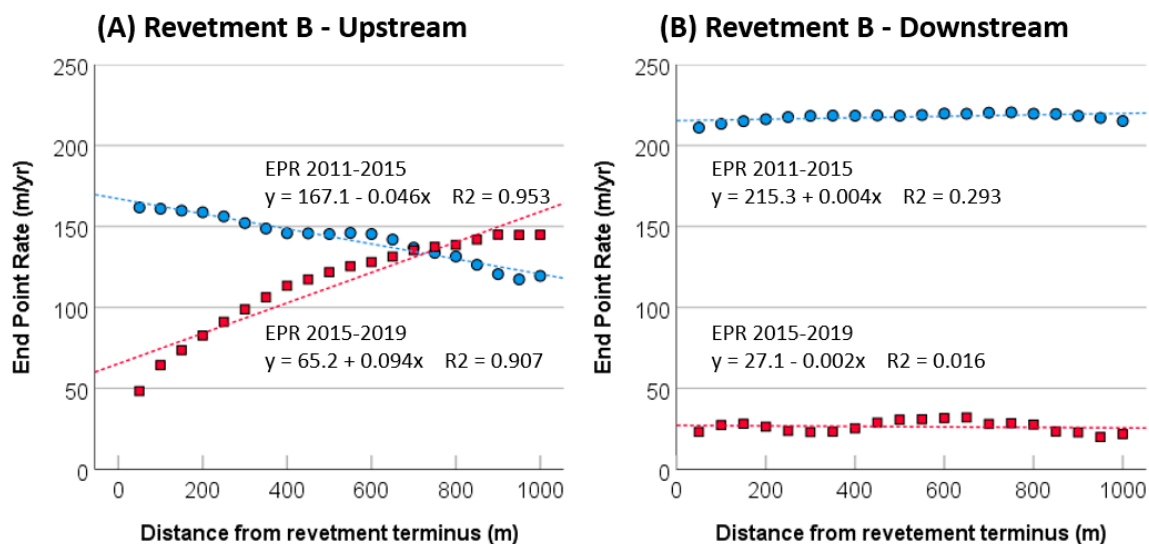 (A) Revetment B - Upstream
250
200
150
100
50
0
End Point Rate (m/yr)
EPR 2011-2015
y = 167.1 - 0.046x R2 = 0.953
EPR 2015-2019
y = 65.2 + 0.094x R2 = 0.907
0 200 400 600 800 1000
Distance from revetment terminus (m)
(B) Revetment B - Downstream
250
200
150
100
50
0
End Point Rate (m/yr)
EPR 2011-2015
y = 215.3 + 0.004x R2 = 0.293
EPR 2015-2019
y = 27.1 - 0.002x R2 = 0.016
0 200 400 600 800 1000
Distance from revetement terminus (m)